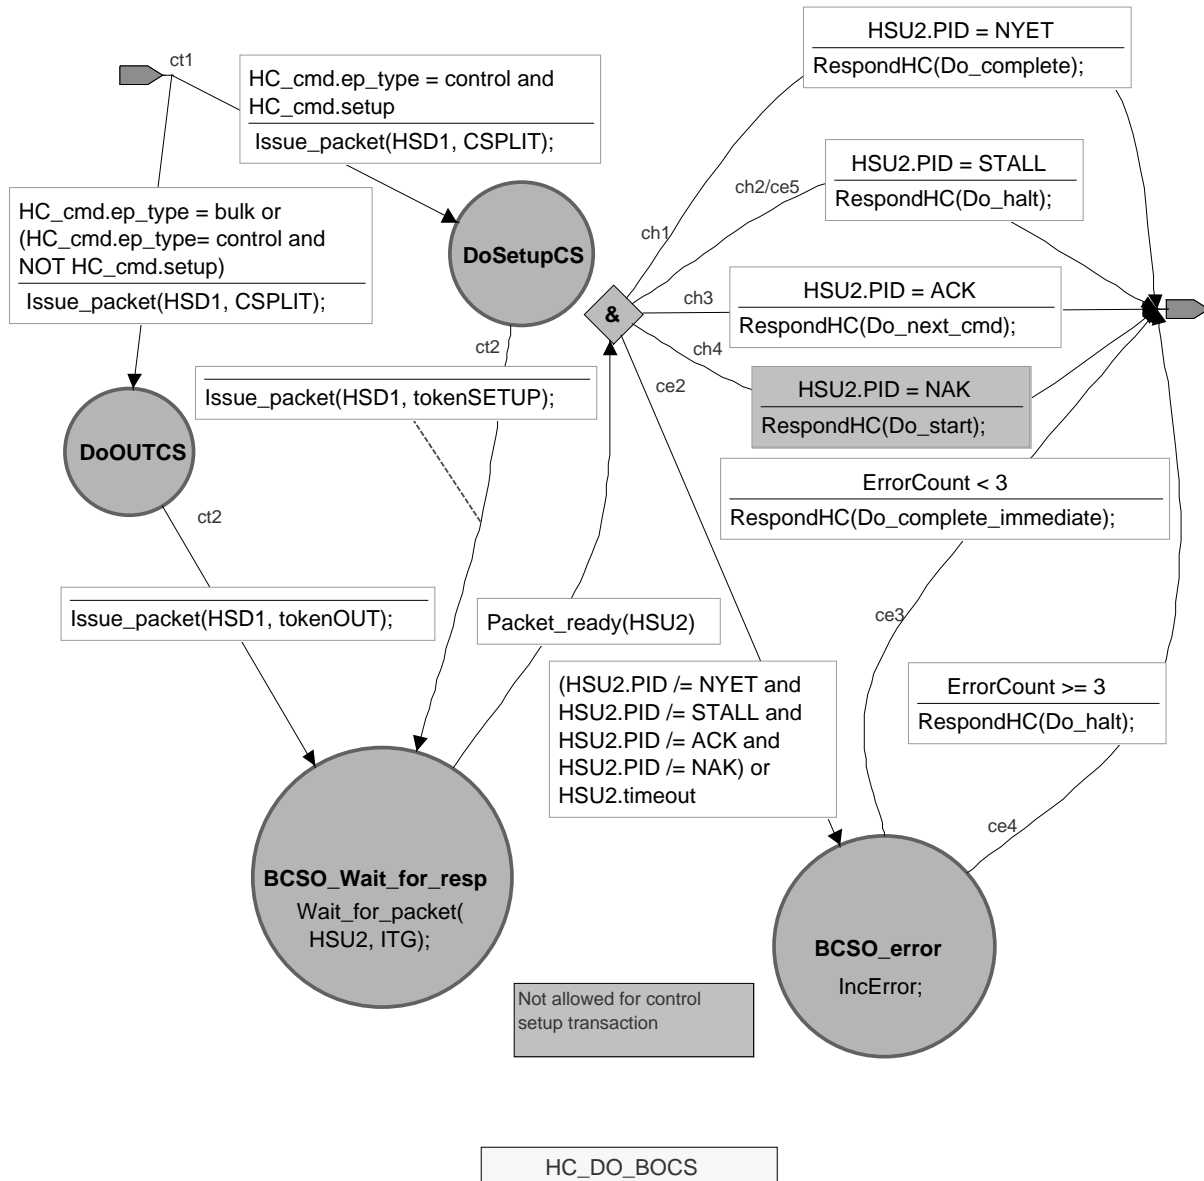 ct1
HC_cmd.ep_type = control and
HC_cmd.setup
Issue_packet(HSD1, CSPLIT);
HC_cmd.ep_type = bulk or
(HC_cmd.ep_type= control and
NOT HC_cmd.setup)
Issue_packet(HSD1, CSPLIT);
DoSetupCS
DoOUTCS
ct2
Issue_packet(HSD1, tokenSETUP);
ct2
Issue_packet(HSD1, tokenOUT);
BCSO_Wait_for_resp
Wait_for_packet(
HSU2, ITG);
Packet_ready(HSU2)
&
ch1
HSU2.PID = NYET
RespondHC(Do_complete);
ch2/ce5
HSU2.PID = STALL
RespondHC(Do_halt);
ch3
HSU2.PID = ACK
RespondHC(Do_next_cmd);
ch4
HSU2.PID = NAK
RespondHC(Do_start);
ce2
(HSU2.PID /= NYET and
HSU2.PID /= STALL and
HSU2.PID /= ACK and
HSU2.PID /= NAK) or
HSU2.timeout
ErrorCount < 3
RespondHC(Do_complete_immediate);
ce3
ErrorCount >= 3
RespondHC(Do_halt);
ce4
BCSO_error
IncError;
Not allowed for control
setup transaction
HC_DO_BOCS